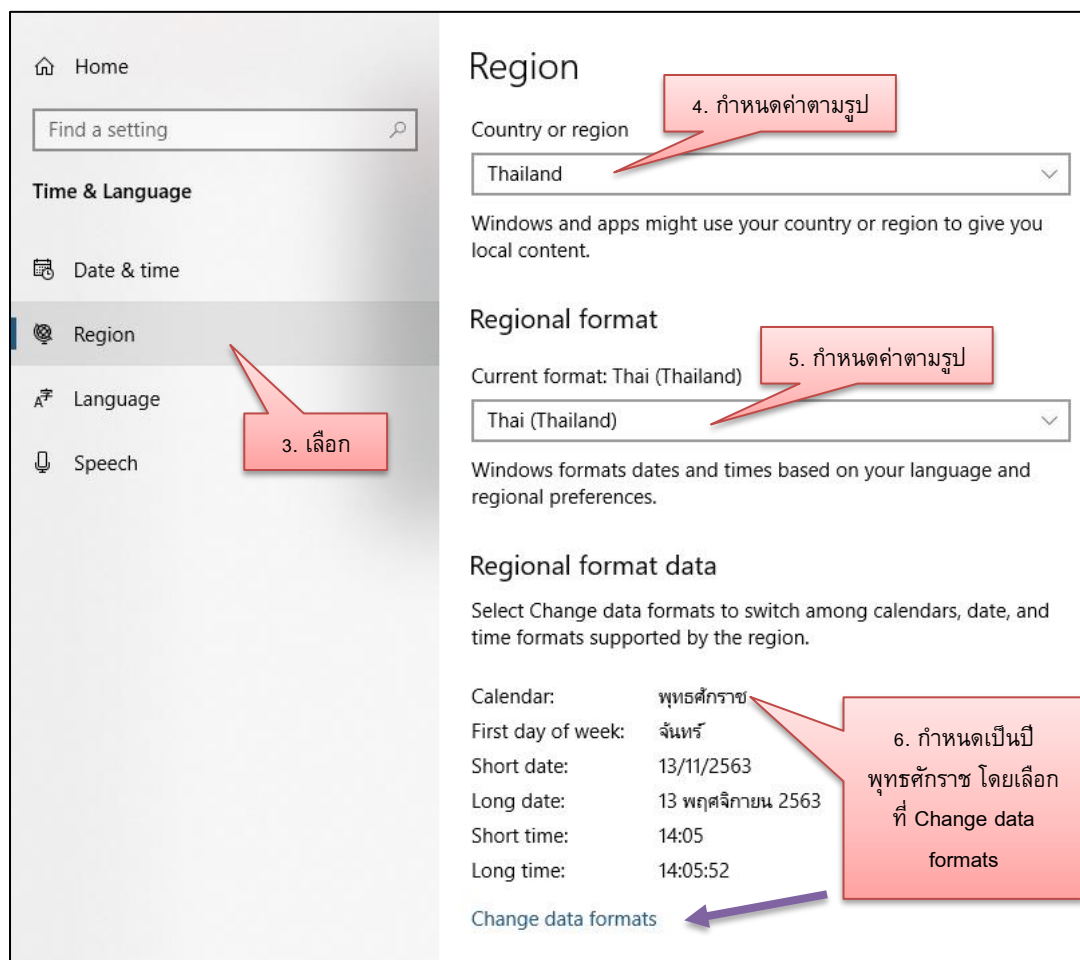 Home
Find a setting
Time & Language
Date & time
Region
Language
Speech
3. เลือก
Region
4. กำหนดค่าตามรูป
Country or region
Thailand
Windows and apps might use your country or region to give you
local content.
Regional format
5. กำหนดค่าตามรูป
Current format: Thai (Thailand)
Thai (Thailand)
Windows formats dates and times based on your language and
regional preferences.
Regional format data
Select Change data formats to switch among calendars, date, and
time formats supported by the region.
Calendar: พุทธศักราช
First day of week: จันทร์
Short date: 13/11/2563
Long date: 13 พฤศจิกายน 2563
Short time: 14:05
Long time: 14:05:52
Change data formats
6. กำหนดเป็นปี
พุทธศักราช โดยเลือก
ที่ Change data
formats